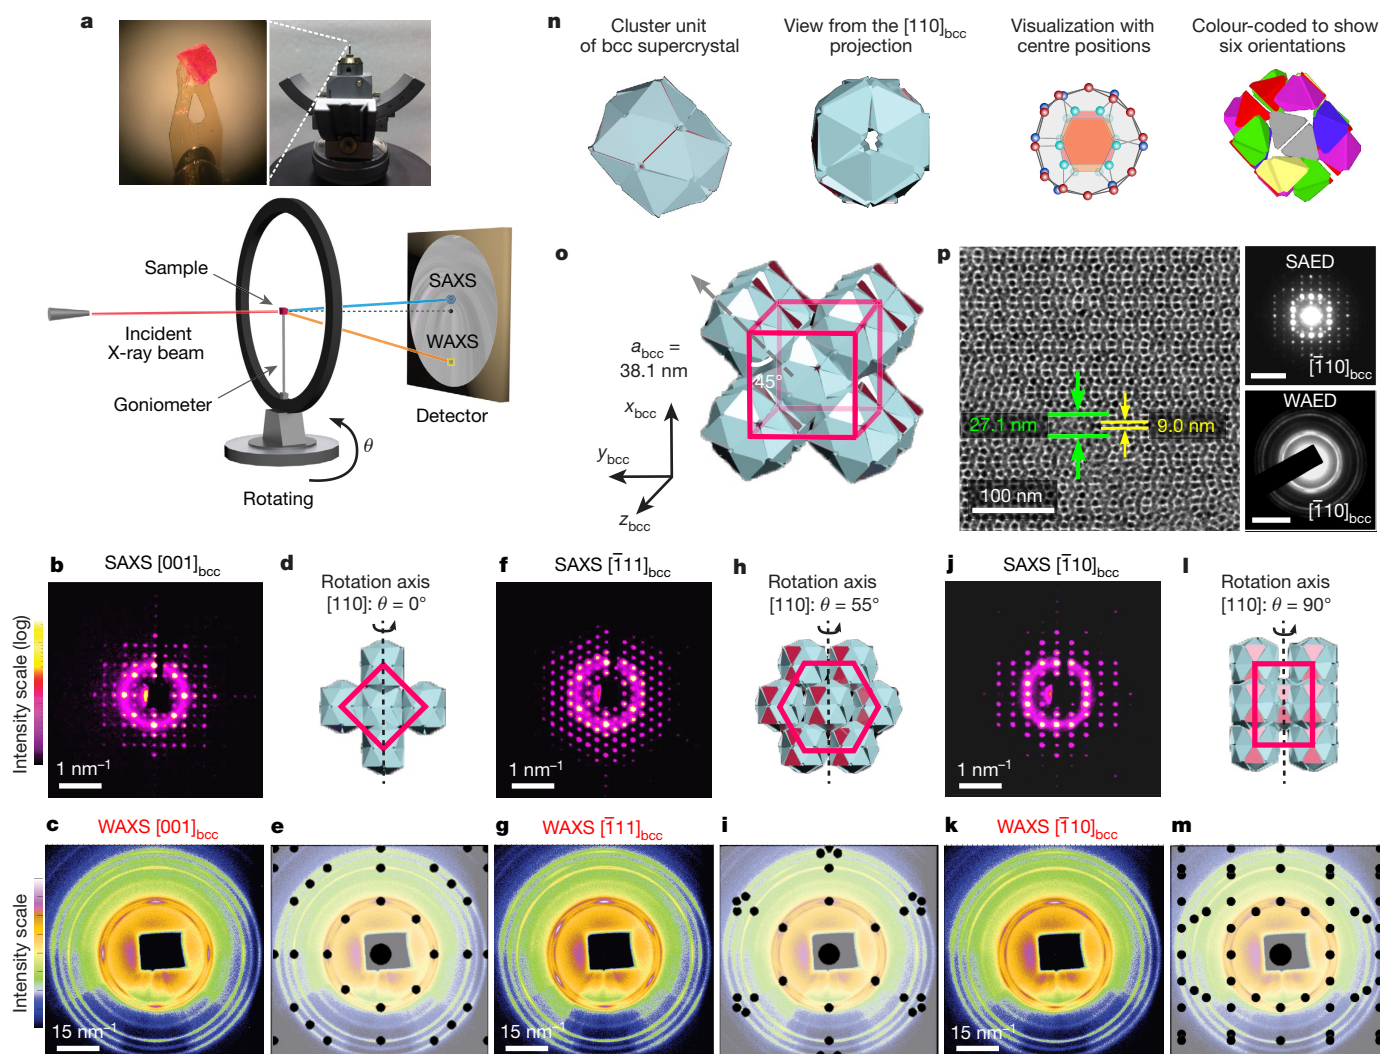 a
Sample
Incident
X-ray beam
Goniometer
SAXS
WAXS
Detector
θ
Rotating
n
Cluster unit
of bcc supercrystal
View from the [110]bcc
projection
Visualization with
centre positions
Colour-coded to show
six orientations
o
abcc =
38.1 nm
45°
xbcc
ybcc
zbcc
p
27.1 nm
9.0 nm
100 nm
SAED
[1̅10]bcc
WAED
[1̅10]bcc
b
SAXS [001]bcc
Intensity scale (log)
1 nm⁻¹
d
Rotation axis
[110]: θ = 0°
f
SAXS [1̅11]bcc
1 nm⁻¹
h
Rotation axis
[110]: θ = 55°
j
SAXS [1̅10]bcc
1 nm⁻¹
l
Rotation axis
[110]: θ = 90°
c
WAXS [001]bcc
Intensity scale
15 nm⁻¹
e
g
WAXS [1̅11]bcc
15 nm⁻¹
i
k
WAXS [1̅10]bcc
15 nm⁻¹
m